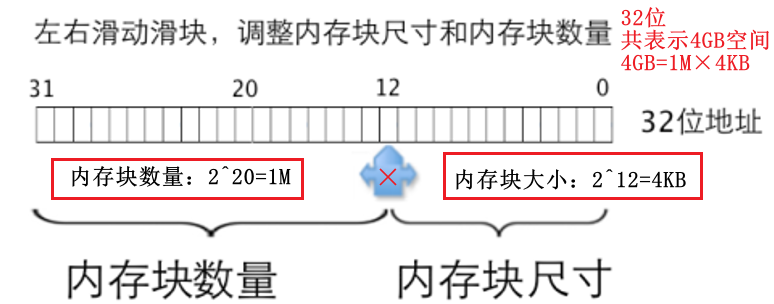 左右滑动滑块，调整内存块尺寸和内存块数量
32位
共表示4GB空间
4GB=1M×4KB
31 20 12 0
32位地址
内存块数量：2^20=1M
×
内存块大小：2^12=4KB
内存块数量
内存块尺寸